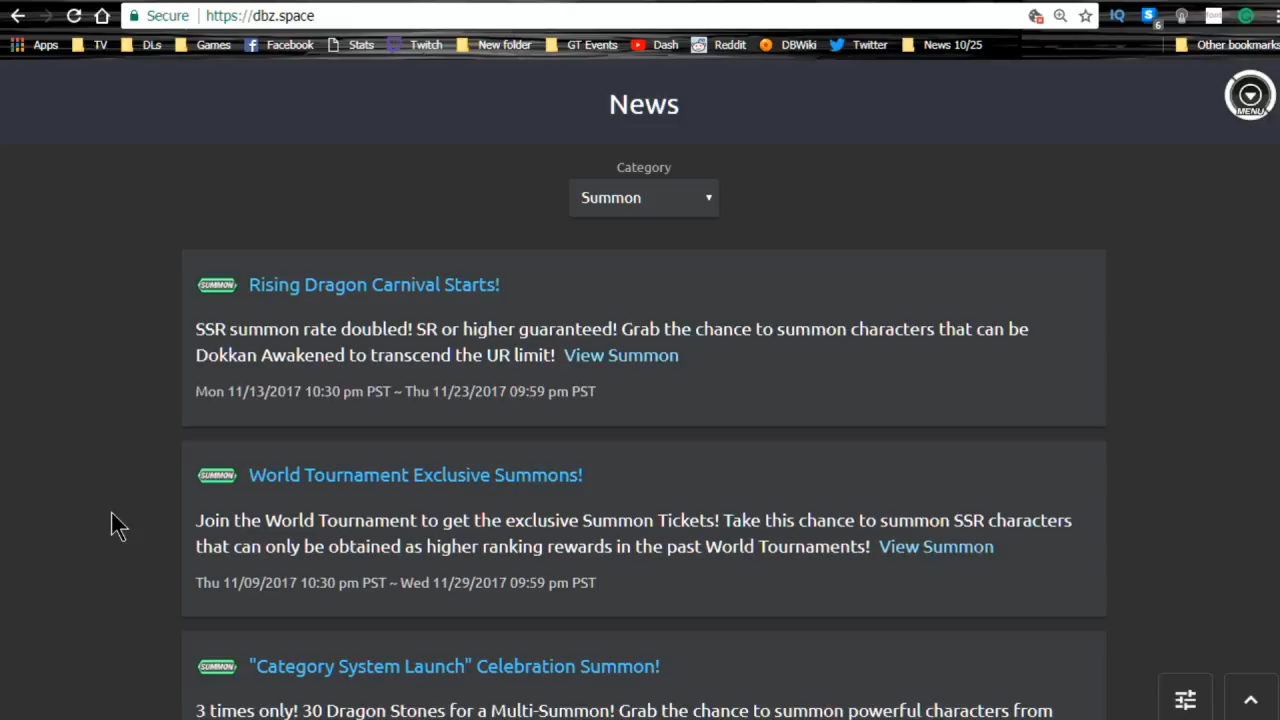 Secure https://dbz.space
IQ
6
Apps TV DLs Games Facebook Stats Twitch New folder GT Events Dash Reddit DBWiki Twitter News 10/25 Other bookmarks
News
MENU
Category
Summon
SUMMON Rising Dragon Carnival Starts!
SSR summon rate doubled! SR or higher guaranteed! Grab the chance to summon characters that can be
Dokkan Awakened to transcend the UR limit! View Summon
Mon 11/13/2017 10:30 pm PST ~ Thu 11/23/2017 09:59 pm PST
SUMMON World Tournament Exclusive Summons!
Join the World Tournament to get the exclusive Summon Tickets! Take this chance to summon SSR characters
that can only be obtained as higher ranking rewards in the past World Tournaments! View Summon
Thu 11/09/2017 10:30 pm PST ~ Wed 11/29/2017 09:59 pm PST
SUMMON "Category System Launch" Celebration Summon!
3 times only! 30 Dragon Stones for a Multi-Summon! Grab the chance to summon powerful characters from